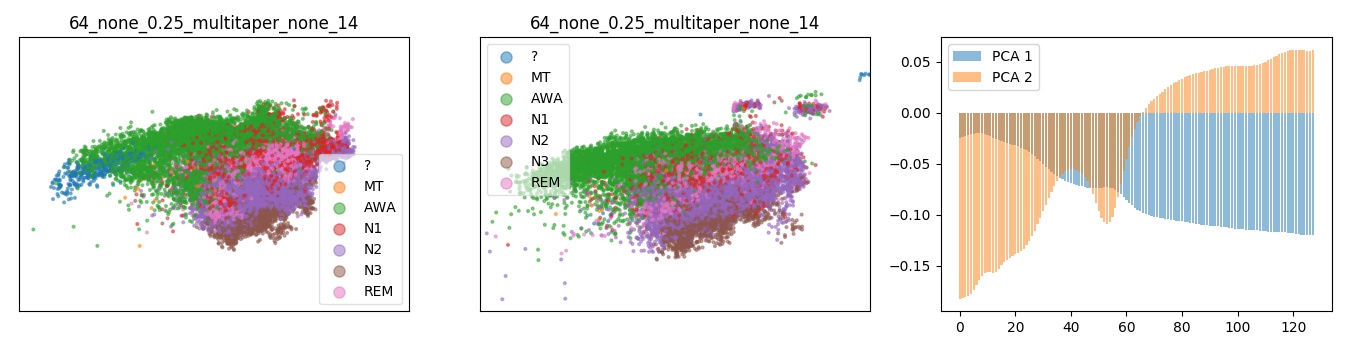 64_none_0.25_multitaper_none_14
?
MT
AWA
N1
N2
N3
REM
64_none_0.25_multitaper_none_14
?
MT
AWA
N1
N2
N3
REM
PCA 1
PCA 2
0.05
0.00
−0.05
−0.10
−0.15
0 20 40 60 80 100 120